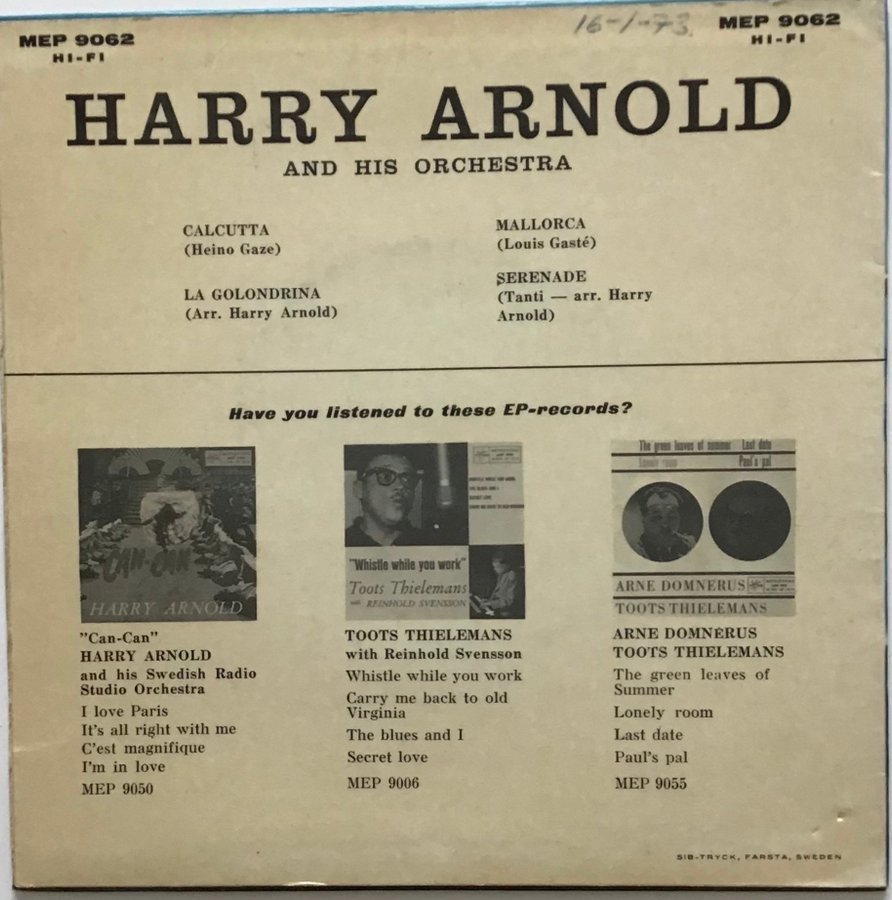 MEP 9062
HI-FI
16-1-73
MEP 9062
HI-FI
HARRY ARNOLD
AND HIS ORCHESTRA
CALCUTTA
(Heino Gaze)
LA GOLONDRINA
(Arr. Harry Arnold)
MALLORCA
(Louis Gasté)
SERENADE
(Tanti — arr. Harry
Arnold)
Have you listened to these EP-records?
CAN-CAN
HARRY ARNOLD
"Can-Can"
HARRY ARNOLD
and his Swedish Radio
Studio Orchestra
I love Paris
It's all right with me
C'est magnifique
I'm in love
MEP 9050
"Whistle while you work"
Toots Thielemans
with REINHOLD SVENSSON
TOOTS THIELEMANS
with Reinhold Svensson
Whistle while you work
Carry me back to old
Virginia
The blues and I
Secret love
MEP 9006
The green leaves of summer Last date
Lonely room Paul's pal
ARNE DOMNERUS
TOOTS THIELEMANS
ARNE DOMNERUS
TOOTS THIELEMANS
The green leaves of
Summer
Lonely room
Last date
Paul's pal
MEP 9055
SIB-TRYCK, FARSTA, SWEDEN